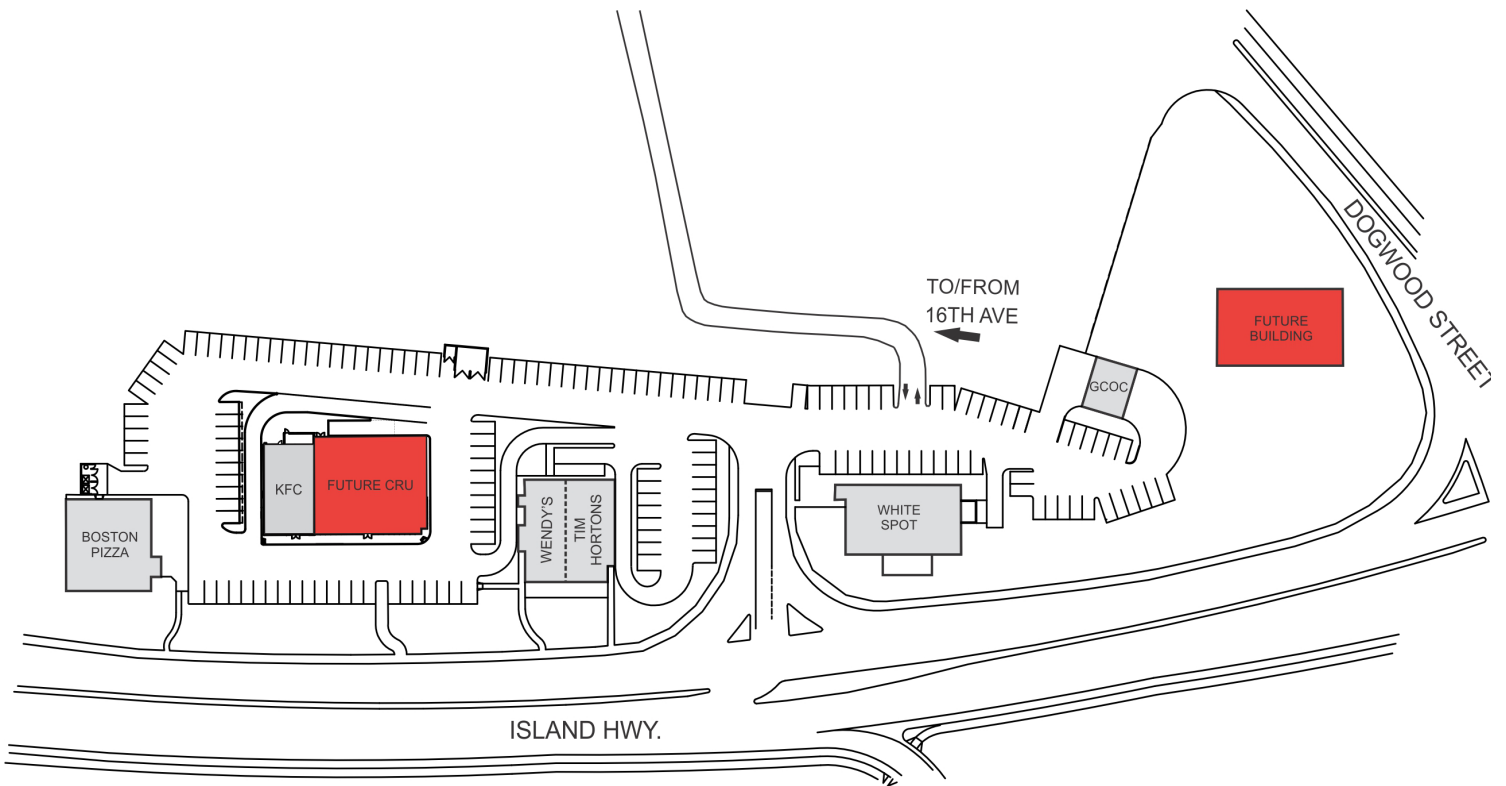 TO/FROM
16TH AVE
DOGWOOD STREET
FUTURE
BUILDING
GCOC
KFC
FUTURE CRU
WENDY'S
TIM
HORTONS
WHITE
SPOT
BOSTON
PIZZA
ISLAND HWY.